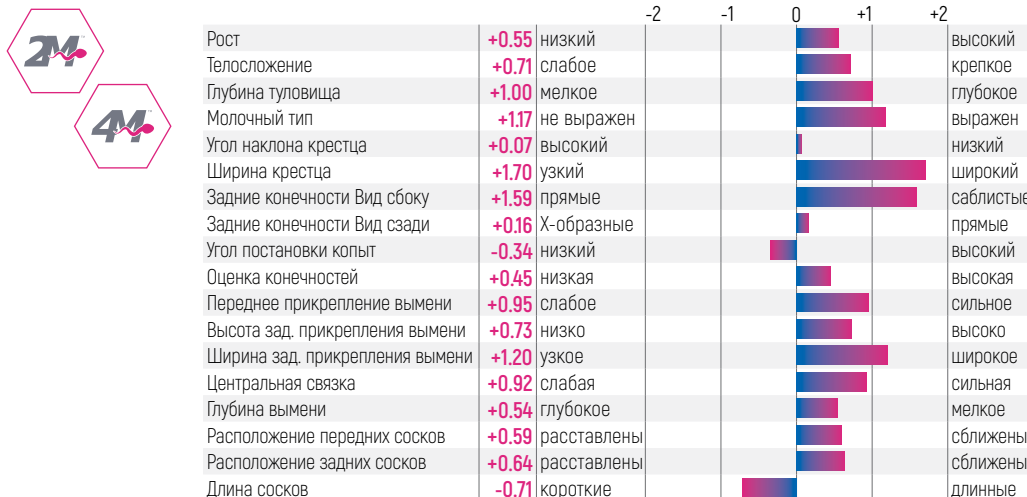 -2 -1 0 +1 +2
2M™
4M™
Рост +0.55 низкий высокий
Телосложение +0.71 слабое крепкое
Глубина туловища +1.00 мелкое глубокое
Молочный тип +1.17 не выражен выражен
Угол наклона крестца +0.07 высокий низкий
Ширина крестца +1.70 узкий широкий
Задние конечности Вид сбоку +1.59 прямые саблистые
Задние конечности Вид сзади +0.16 Х-образные прямые
Угол постановки копыт -0.34 низкий высокий
Оценка конечностей +0.45 низкая высокая
Переднее прикрепление вымени +0.95 слабое сильное
Высота зад. прикрепления вымени +0.73 низко высоко
Ширина зад. прикрепления вымени +1.20 узкое широкое
Центральная связка +0.92 слабая сильная
Глубина вымени +0.54 глубокое мелкое
Расположение передних сосков +0.59 расставлены сближены
Расположение задних сосков +0.64 расставлены сближены
Длина сосков -0.71 короткие длинные